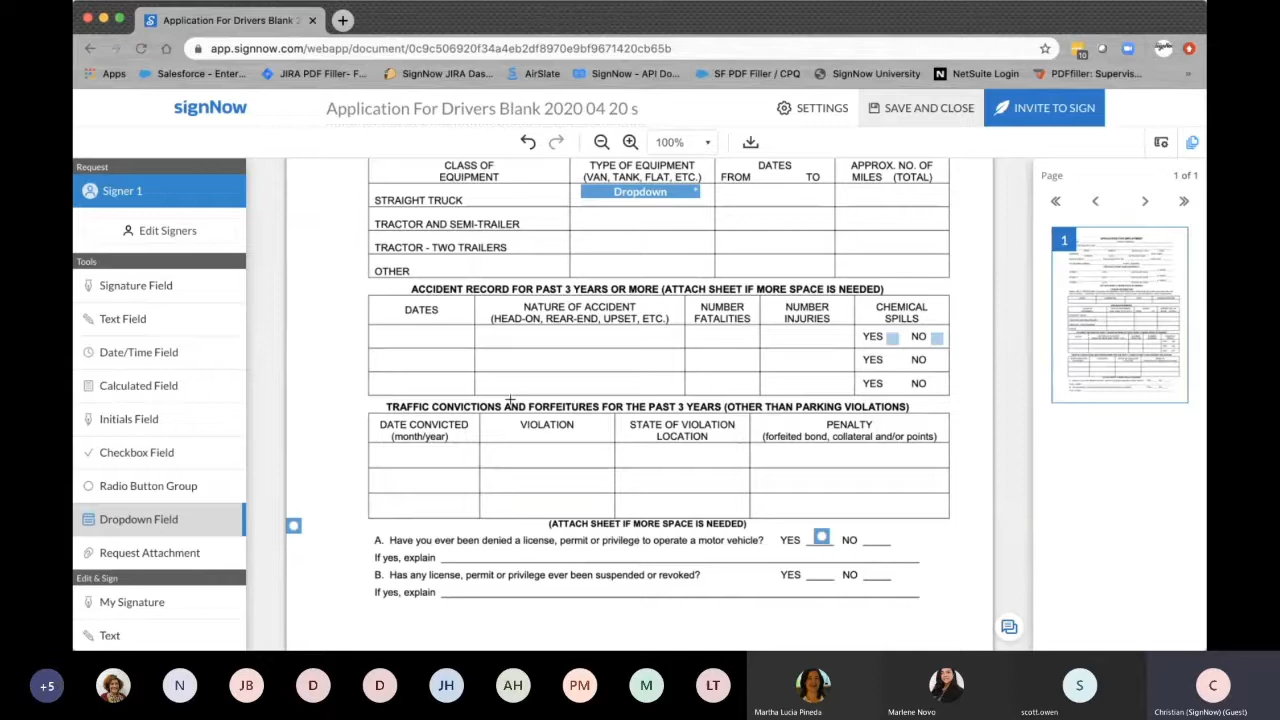 Application For Drivers Blank 2
app.signnow.com/webapp/document/0c9c506920f34a4eb2df8970e9bf9671420cb65b
10
Apps
Salesforce - Enter...
JIRA PDF Filler- F...
SignNow JIRA Das...
AirSlate
SignNow - API Do...
SF PDF Filler / CPQ
SignNow University
NetSuite Login
PDFfiller: Supervis...
»
signNow
Application For Drivers Blank 2020 04 20 s
SETTINGS
SAVE AND CLOSE
INVITE TO SIGN
100%
Request
Signer 1
Edit Signers
Tools
Signature Field
Text Field
Date/Time Field
Calculated Field
Initials Field
Checkbox Field
Radio Button Group
Dropdown Field
Request Attachment
Edit & Sign
My Signature
Text
CLASS OF EQUIPMENT
TYPE OF EQUIPMENT
(VAN, TANK, FLAT, ETC.)
DATES
FROM TO
APPROX. NO. OF
MILES (TOTAL)
Dropdown *
STRAIGHT TRUCK
TRACTOR AND SEMI-TRAILER
TRACTOR - TWO TRAILERS
OTHER
ACCIDENT RECORD FOR PAST 3 YEARS OR MORE (ATTACH SHEET IF MORE SPACE IS NEEDED)
DATES
NATURE OF ACCIDENT
(HEAD-ON, REAR-END, UPSET, ETC.)
NUMBER
FATALITIES
NUMBER
INJURIES
CHEMICAL
SPILLS
YES NO
YES NO
YES NO
TRAFFIC CONVICTIONS AND FORFEITURES FOR THE PAST 3 YEARS (OTHER THAN PARKING VIOLATIONS)
DATE CONVICTED
(month/year)
VIOLATION
STATE OF VIOLATION
LOCATION
PENALTY
(forfeited bond, collateral and/or points)
(ATTACH SHEET IF MORE SPACE IS NEEDED)
A. Have you ever been denied a license, permit or privilege to operate a motor vehicle? YES ____ NO ____
If yes, explain
B. Has any license, permit or privilege ever been suspended or revoked? YES ____ NO ____
If yes, explain
Page 1 of 1
1
+5
N
JB
D
D
JH
AH
PM
M
LT
S
C
Martha Lucia Pineda
Marlene Novo
scott.owen
Christian (SignNow) (Guest)